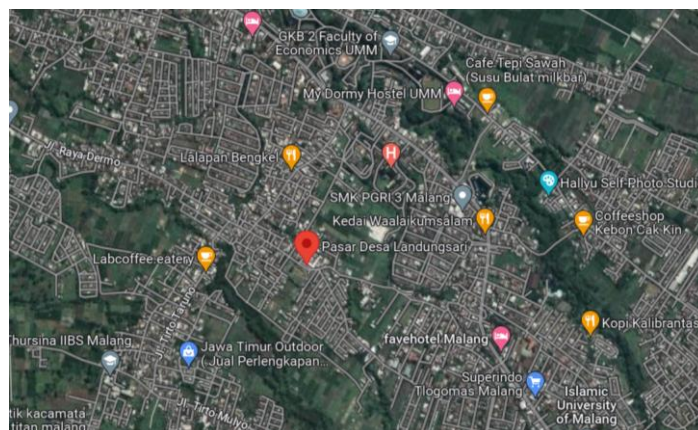 GKB 2 Faculty of
Economics UMM
Cafe Tepi Sawah
(Susu Bulat milkbar)
My Dormy Hostel UMM
Jl. Raya Dermo
Lalapan Bengkel
H
SMK PGRI 3 Malang
Hallyu Self Photo Studi
Kedai Waalaikumsalam
Coffeeshop
Kebon Cak Kin
Pasar Desa Landungsari
Labcoffee.eatery
Thursina IIBS Malang
Jawa Timur Outdoor
(Jual Perlengkapan...
favehotel Malang
Kopi Kalibrantas
Superindo
Tlogomas Malang
Islamic
University
of Malang
Jl. Tirto Mulyo
tik kacamata
titan malang